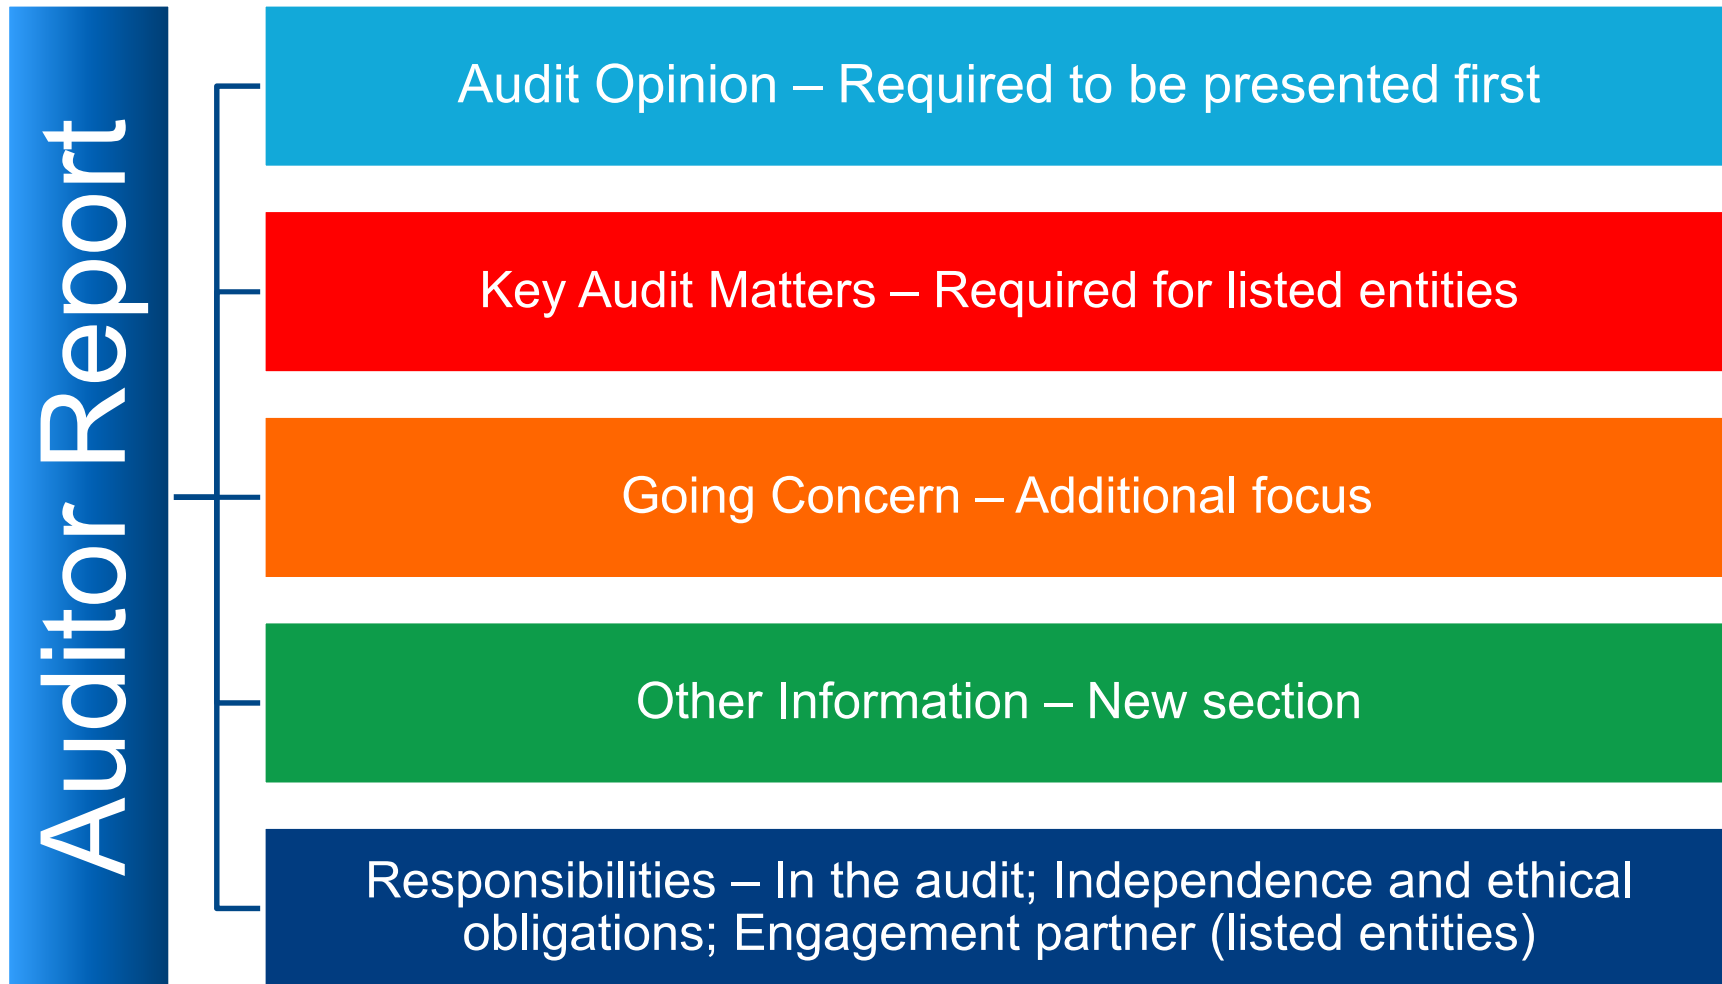 Auditor Report
Audit Opinion – Required to be presented first
Key Audit Matters – Required for listed entities
Going Concern – Additional focus
Other Information – New section
Responsibilities – In the audit; Independence and ethical
obligations; Engagement partner (listed entities)